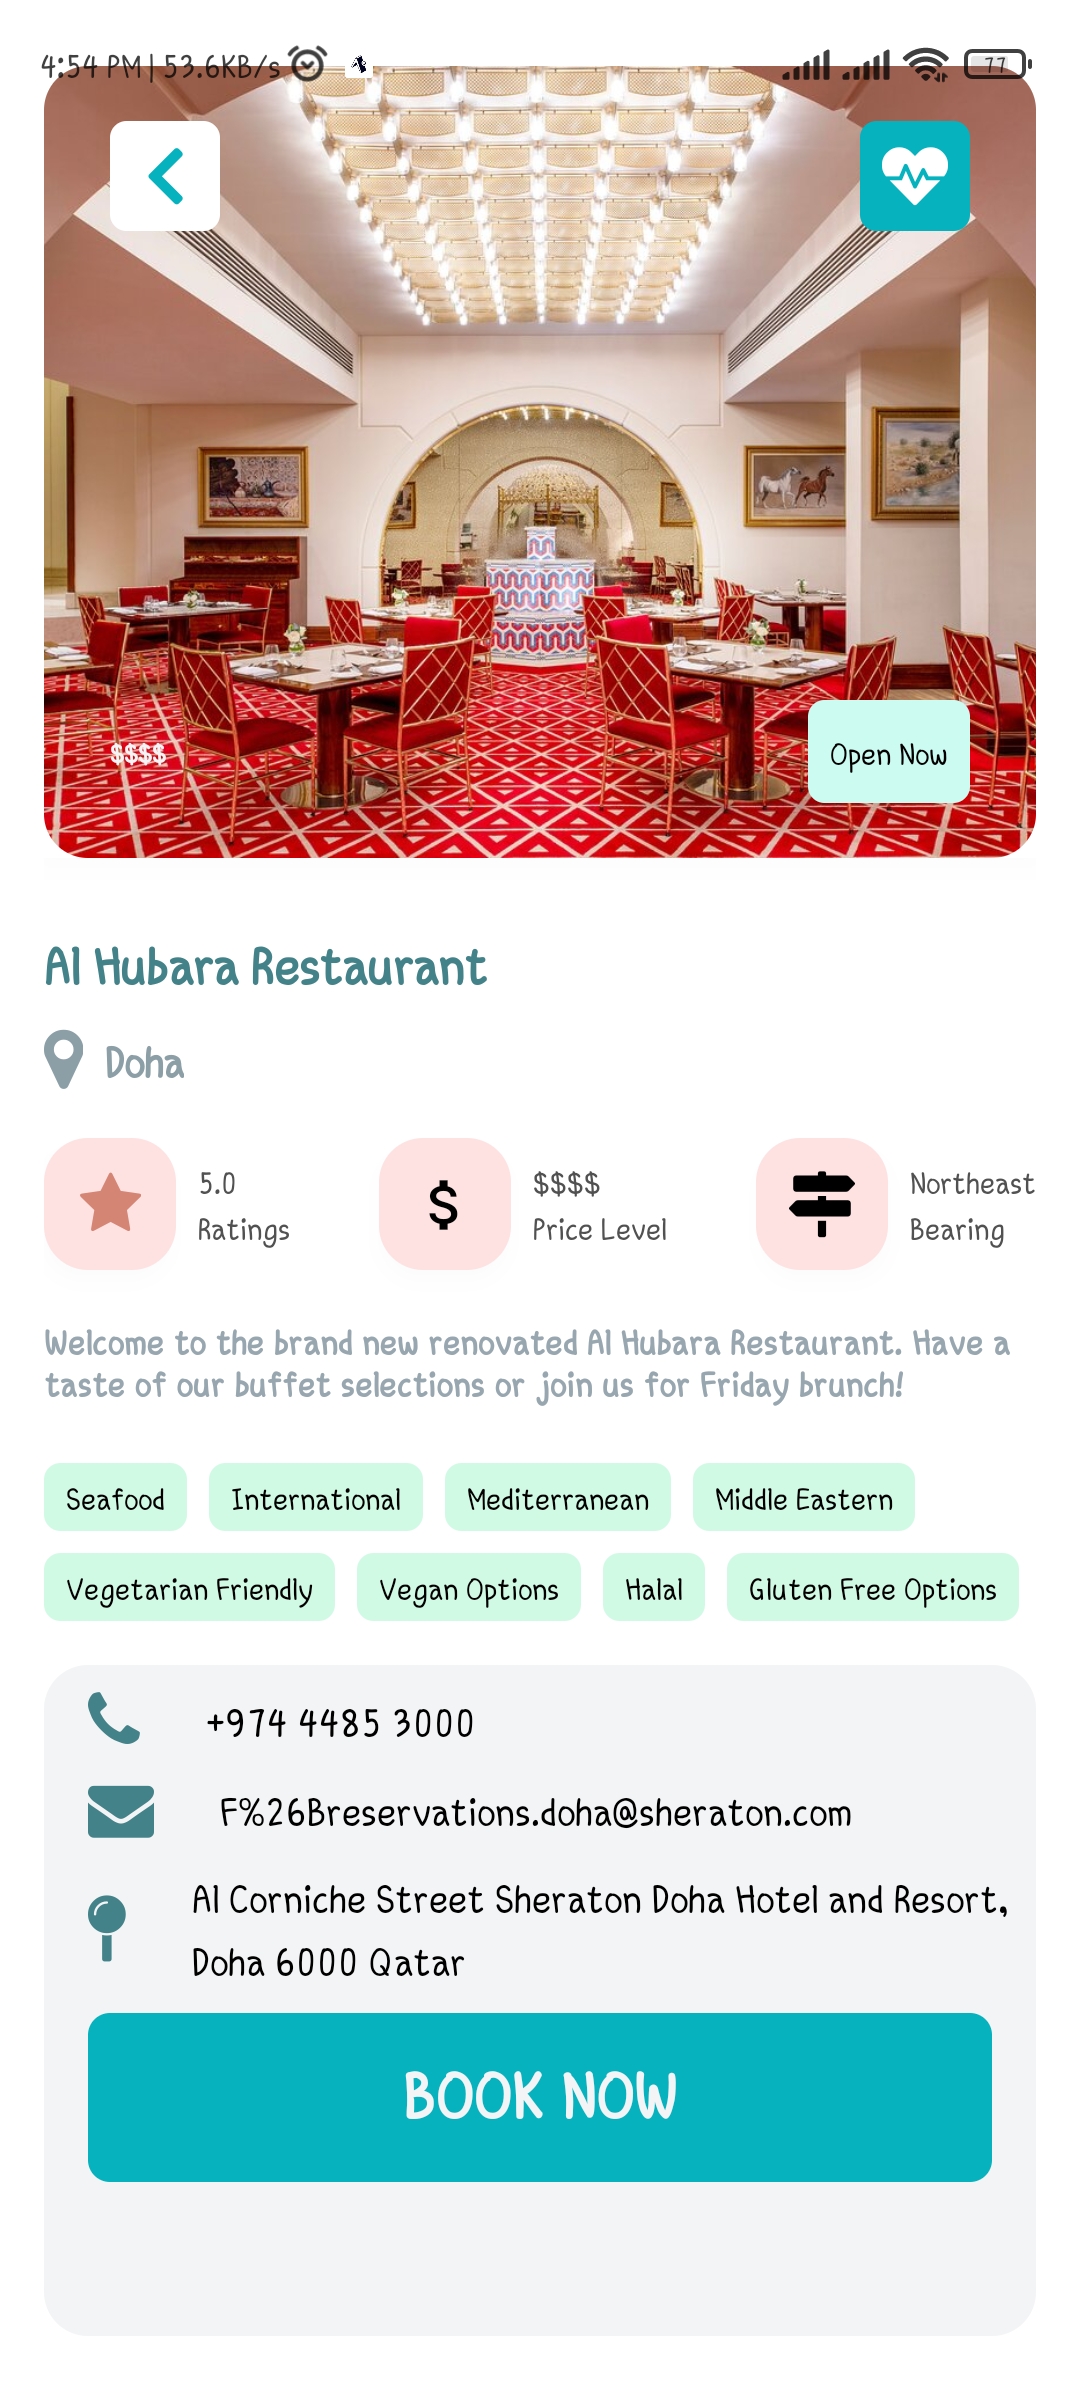 4:54 PM | 53.6KB/s
77
$$$$
Open Now
Al Hubara Restaurant
Doha
5.0
Ratings
$
$$$$
Price Level
Northeast
Bearing
Welcome to the brand new renovated Al Hubara Restaurant. Have a
taste of our buffet selections or join us for Friday brunch!
Seafood International Mediterranean Middle Eastern
Vegetarian Friendly Vegan Options Halal Gluten Free Options
+974 4485 3000
F%26Breservations.doha@sheraton.com
Al Corniche Street Sheraton Doha Hotel and Resort,
Doha 6000 Qatar
BOOK NOW